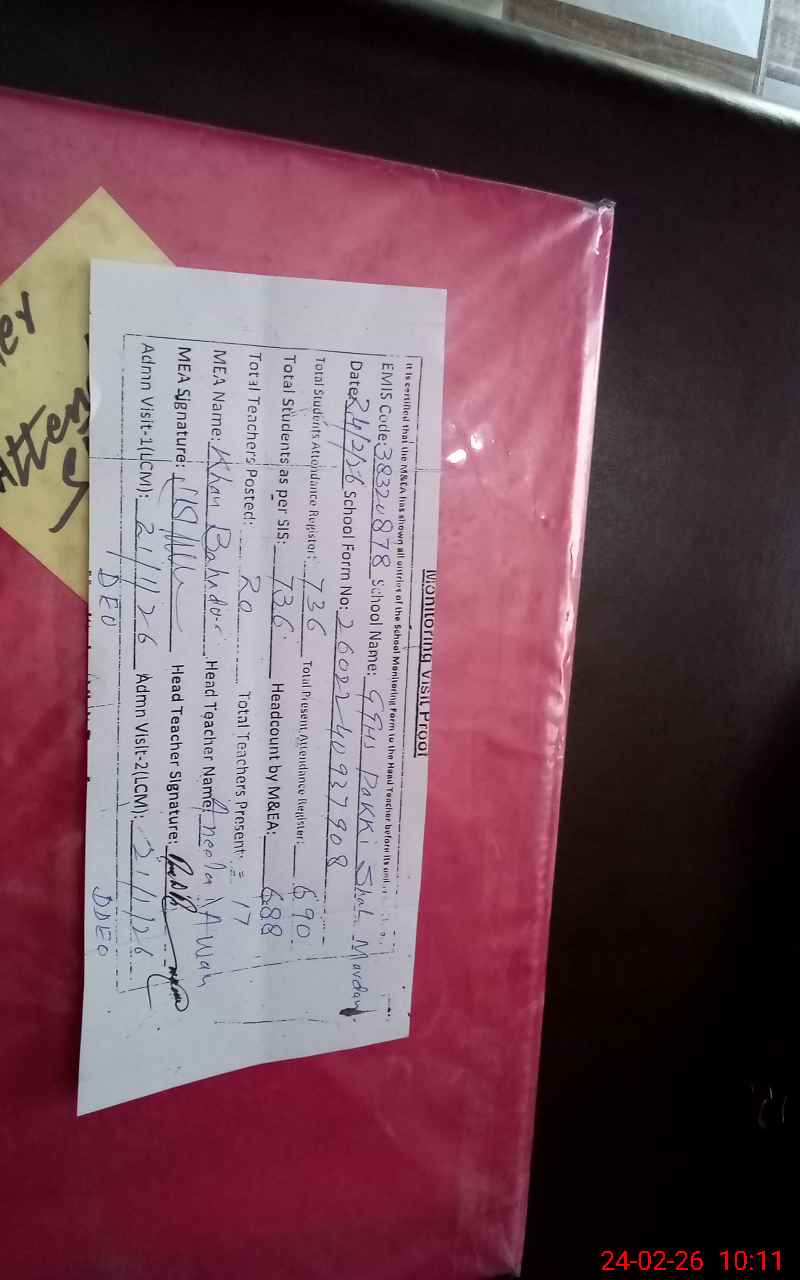 Monitoring Visit Proof
It is certified that the M&EA has shown all entries of the School Monitoring Form to the Head Teacher before its
EMIS Code: 38320878 School Name: GGHS DAKKi Shah Mardan
Date: 24/2/26 School Form No: 2602240937908
Total Students Attendance Register: 736 Total Present Attendance Register: 690
Total Students as per SIS: 736 Headcount by M&EA: 688
Total Teachers Posted: 20 Total Teachers Present: 17
MEA Name: Khan Bahadur Head Teacher Name: Aneela Awan
MEA Signature: Head Teacher Signature:
Admn Visit-1(LCM): 21/1/26 Admn Visit-2(LCM): 21/1/26
DEO DDEO
Atten
24-02-26 10:11